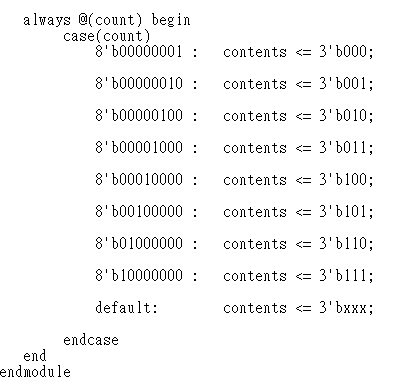 always @(count) begin
case(count)
8'b00000001 : contents <= 3'b000;
8'b00000010 : contents <= 3'b001;
8'b00000100 : contents <= 3'b010;
8'b00001000 : contents <= 3'b011;
8'b00010000 : contents <= 3'b100;
8'b00100000 : contents <= 3'b101;
8'b01000000 : contents <= 3'b110;
8'b10000000 : contents <= 3'b111;
default: contents <= 3'bxxx;
endcase
end
endmodule